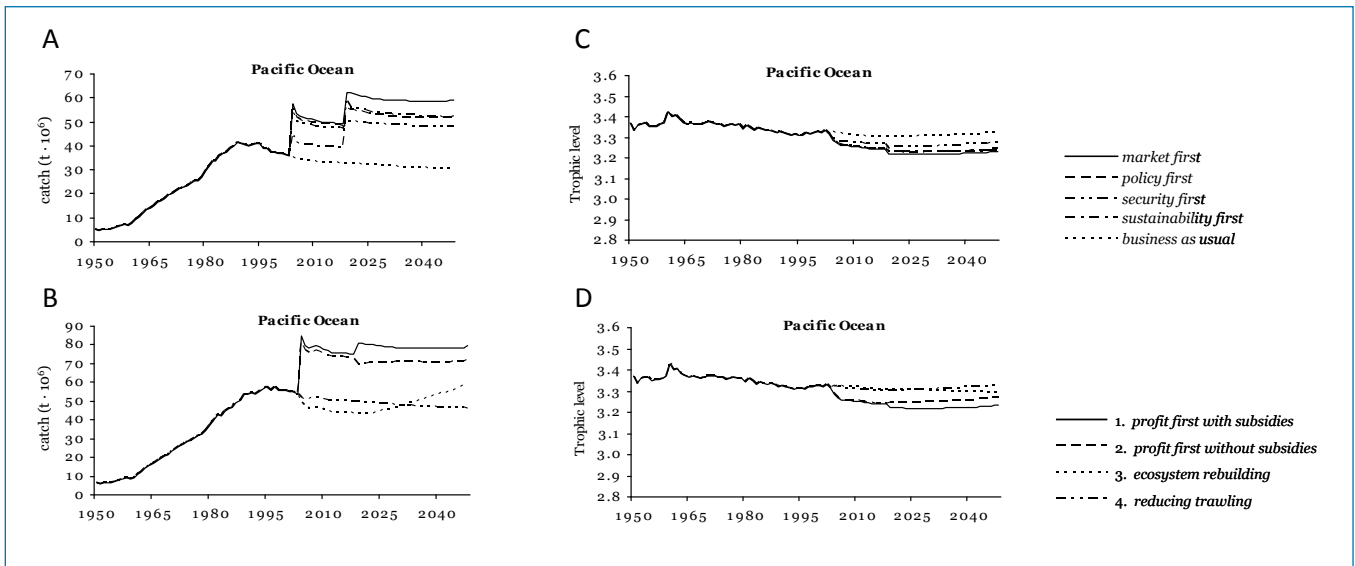 A
Pacific Ocean
catch (t · 10⁶)
70
60
50
40
30
20
10
0
1950 1965 1980 1995 2010 2025 2040
C
Pacific Ocean
Trophic level
3.6
3.5
3.4
3.3
3.2
3.1
3.0
2.9
2.8
1950 1965 1980 1995 2010 2025 2040
market first
policy first
security first
sustainability first
business as usual
B
Pacific Ocean
catch (t · 10⁶)
90
80
70
60
50
40
30
20
10
0
1950 1965 1980 1995 2010 2025 2040
D
Pacific Ocean
Trophic level
3.6
3.5
3.4
3.3
3.2
3.1
3.0
2.9
2.8
1950 1965 1980 1995 2010 2025 2040
1. profit first with subsidies
2. profit first without subsidies
3. ecosystem rebuilding
4. reducing trawling